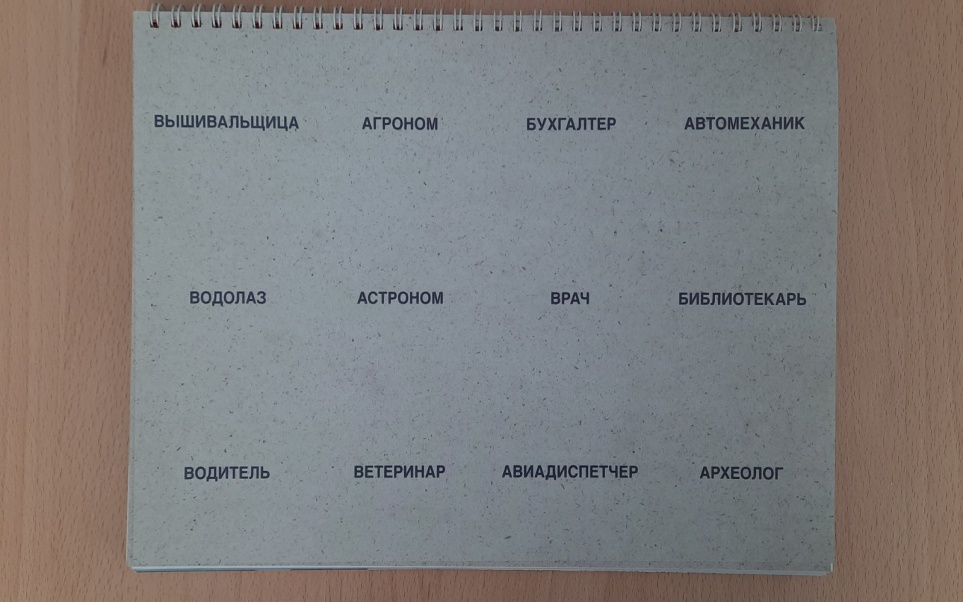 ВЫШИВАЛЬЩИЦА АГРОНОМ БУХГАЛТЕР АВТОМЕХАНИК
ВОДОЛАЗ АСТРОНОМ ВРАЧ БИБЛИОТЕКАРЬ
ВОДИТЕЛЬ ВЕТЕРИНАР АВИАДИСПЕТЧЕР АРХЕОЛОГ